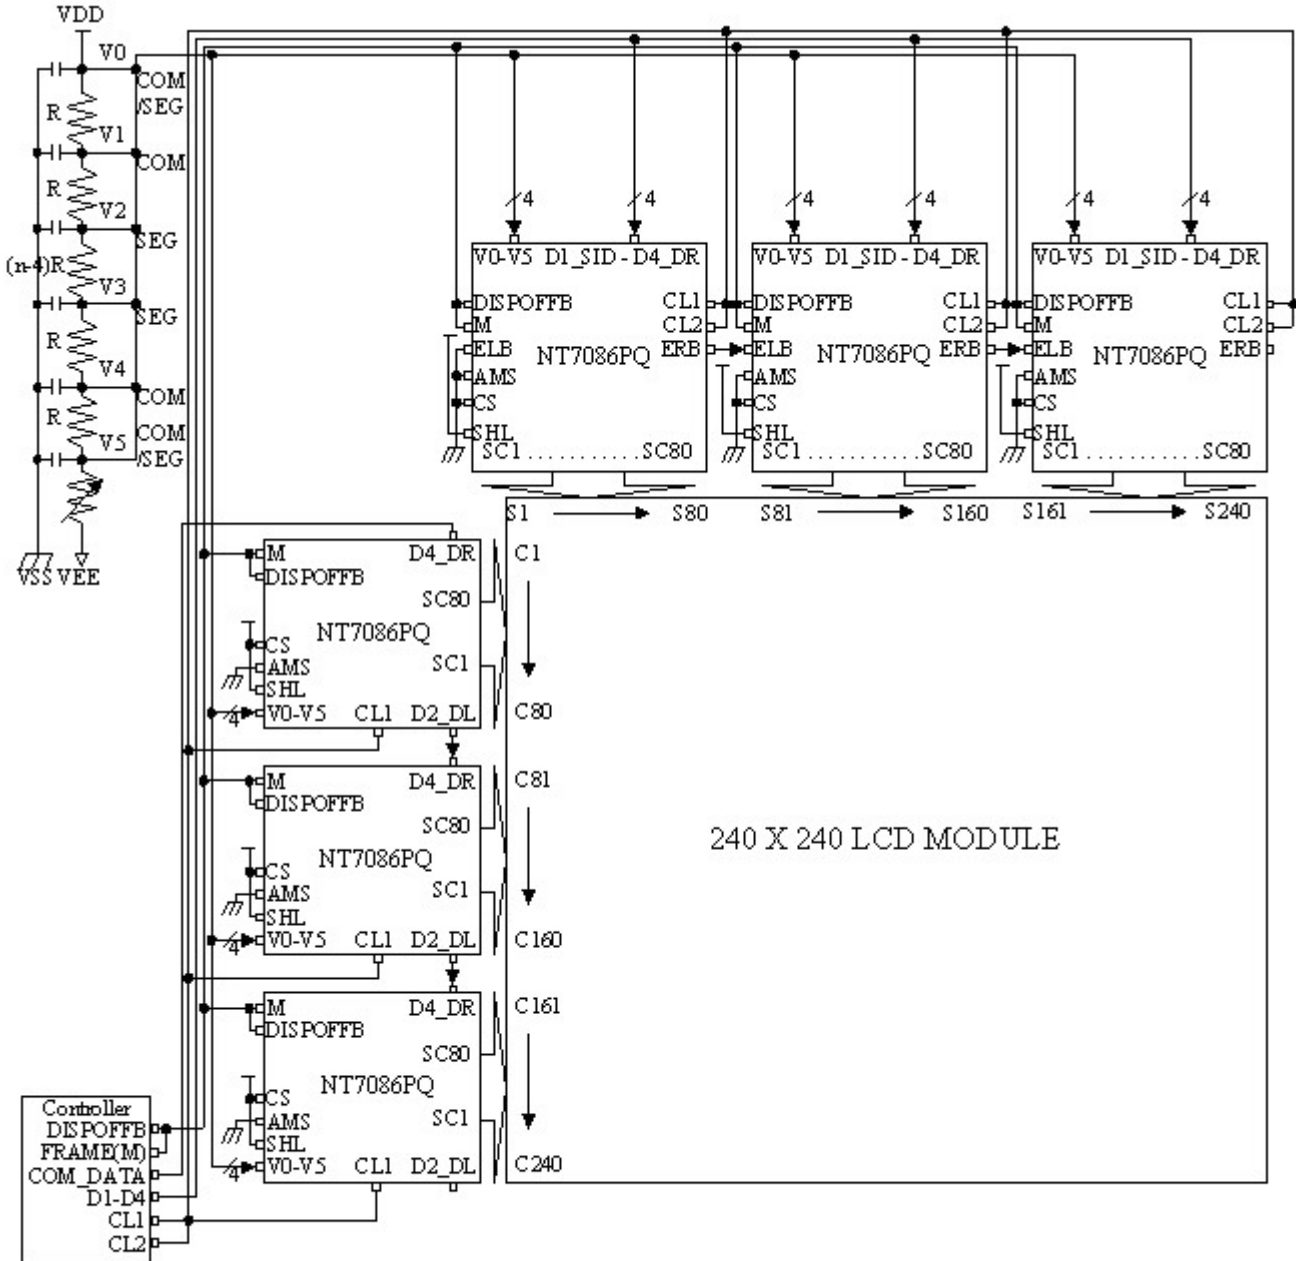 VDD
V0
COM
/SEG
R
V1
COM
R
V2
SEG
(n-4)R
V3
SEG
R
V4
COM
R
COM
V5
/SEG
VSS VEE
4 4 4 4 4 4
V0-V5 D1_SID - D4_DR
DISPOFFB CL1
M CL2
ELB ERB
NT7086PQ
AMS
CS
SHL
SC1 .......... SC80
V0-V5 D1_SID - D4_DR
DISPOFFB CL1
M CL2
ELB ERB
NT7086PQ
AMS
CS
SHL
SC1 .......... SC80
V0-V5 D1_SID - D4_DR
DISPOFFB CL1
M CL2
ELB ERB
NT7086PQ
AMS
CS
SHL
SC1 .......... SC80
S1 S80 S81 S160 S161 S240
M D4_DR
DISPOFFB
SC80
NT7086PQ
CS
AMS SC1
SHL
4 V0-V5 CL1 D2_DL
C1
C80
M D4_DR
DISPOFFB
SC80
NT7086PQ
CS
AMS SC1
SHL
4 V0-V5 CL1 D2_DL
C81
C160
240 X 240 LCD MODULE
M D4_DR
DISPOFFB
SC80
NT7086PQ
CS
AMS SC1
SHL
4 V0-V5 CL1 D2_DL
C161
C240
Controller
DISPOFFB
FRAME(M)
COM_DATA
D1-D4
CL1
CL2